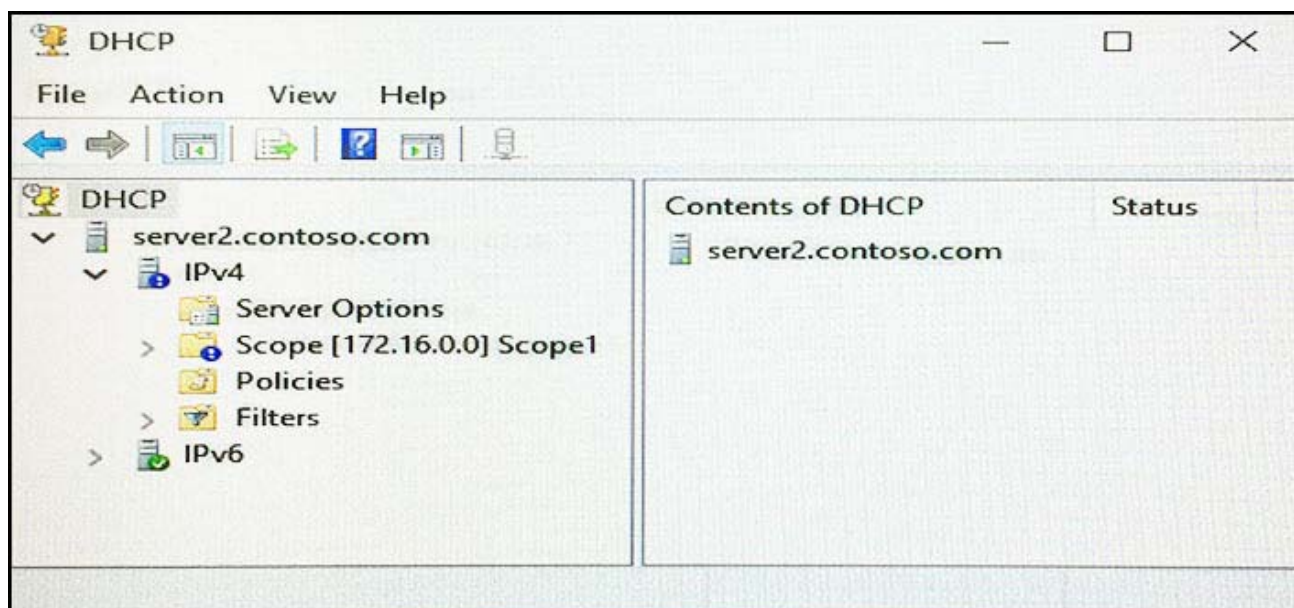 DHCP
File Action View Help
DHCP
server2.contoso.com
IPv4
Server Options
Scope [172.16.0.0] Scope1
Policies
Filters
IPv6
Contents of DHCP Status
server2.contoso.com